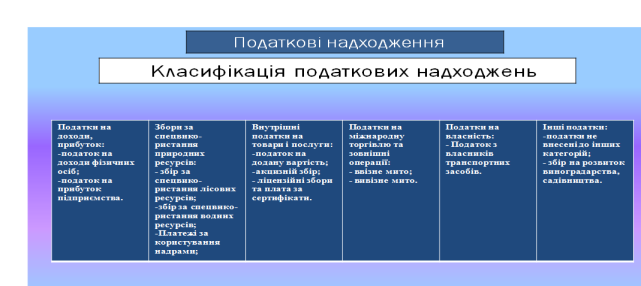 Податкові надходження
Класифікація податкових надходжень
Податки на
доходи,
прибуток:
-податок на
доходи фізичних
осіб;
-податок на
прибуток
підприємства.
Збори за
спецвико-
ристання
природних
ресурсів:
- збір за
спецвико-
ристання лісових
ресурсів;
-збір за спецвико-
ристання водних
ресурсів;
-Платежі за
користування
надрами;
Внутрішні
податки на
товари і послуги:
-податок на
додану вартість;
-акцизний збір;
- ліцензійні збори
та плата за
сертифікати.
Податки на
міжнародну
торгівлю та
зовнішні
операції:
- ввізне мито;
- вивізне мито.
Податки на
власність:
- Податок з
власників
транспортних
засобів.
Інші податки:
-податки не
внесені до інших
категорій;
- збір на розвиток
виноградарства,
садівництва.